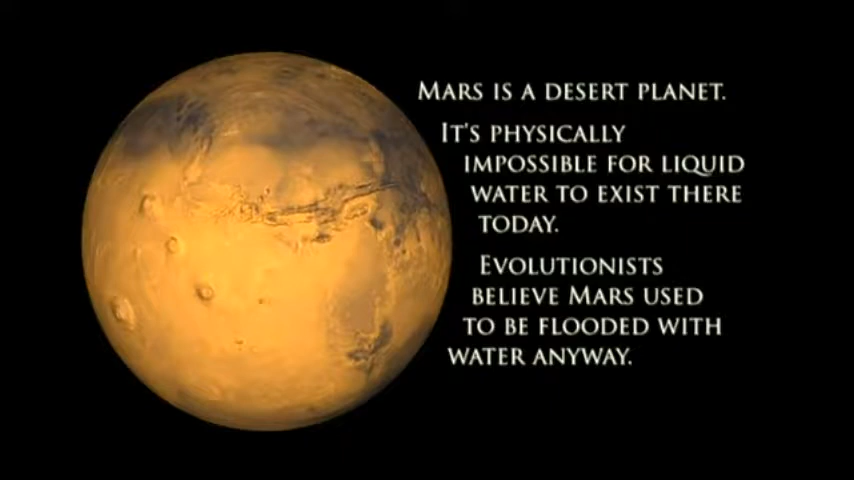 Mars is a desert planet.
It's physically
impossible for liquid
water to exist there
today.
Evolutionists
believe Mars used
to be flooded with
water anyway.